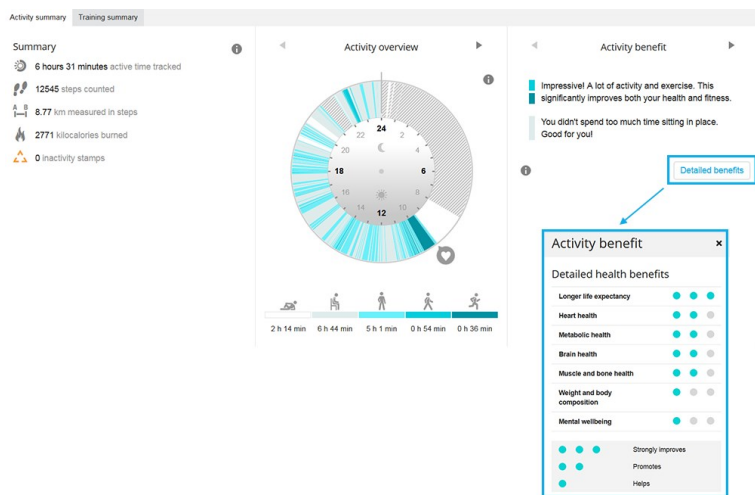 Activity summary
Training summary
Summary
6 hours 31 minutes active time tracked
12545 steps counted
A B
8.77 km measured in steps
2771 kilocalories burned
0 inactivity stamps
Activity overview
24
22
2
20
4
18
6
16
8
14
10
12
2 h 14 min
6 h 44 min
5 h 1 min
0 h 54 min
0 h 36 min
Activity benefit
Impressive! A lot of activity and exercise. This
significantly improves both your health and fitness.
You didn't spend too much time sitting in place.
Good for you!
Detailed benefits
Activity benefit
×
Detailed health benefits
Longer life expectancy
Heart health
Metabolic health
Brain health
Muscle and bone health
Weight and body
composition
Mental wellbeing
Strongly improves
Promotes
Helps